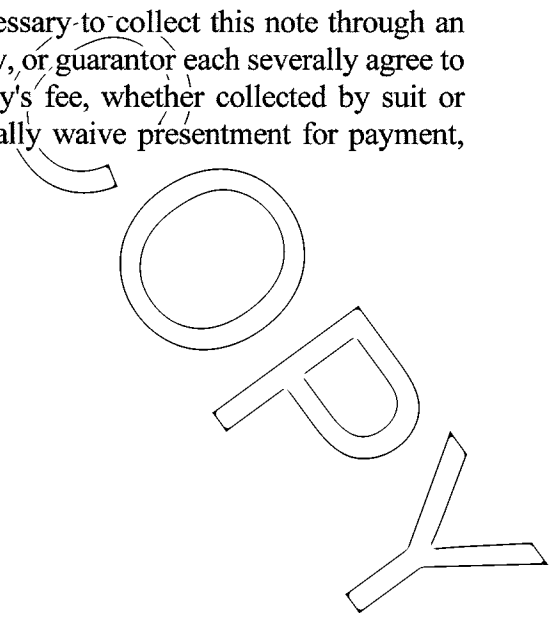 essary to collect this note through an
, or guarantor each severally agree to
y's fee, whether collected by suit or
ally waive presentment for payment,
COPY